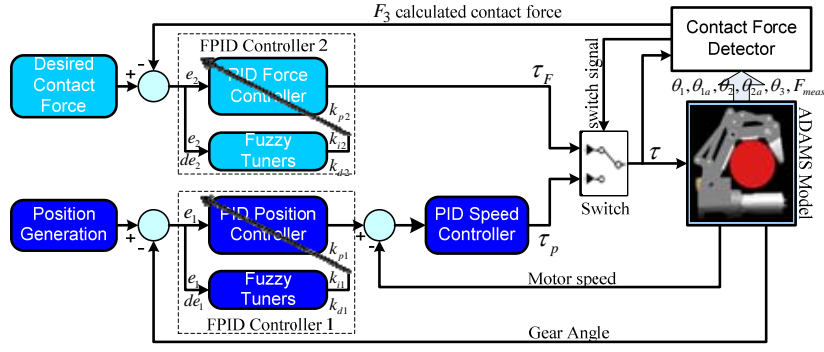 F3 calculated contact force
FPID Controller 2
Contact Force
Detector
Desired
Contact
Force
+
-
e2
PID Force
Controller
kp2
ki2
kd2
e2
de2
Fuzzy
Tuners
τF
switch signal
θ1, θ1a, θ2, θ2a, θ3, Fmeas
ADAMS Model
τ
Switch
Position
Generation
+
-
e1
PID Position
Controller
kp1
ki1
kd1
e1
de1
Fuzzy
Tuners
FPID Controller 1
+
-
PID Speed
Controller
τp
Motor speed
Gear Angle